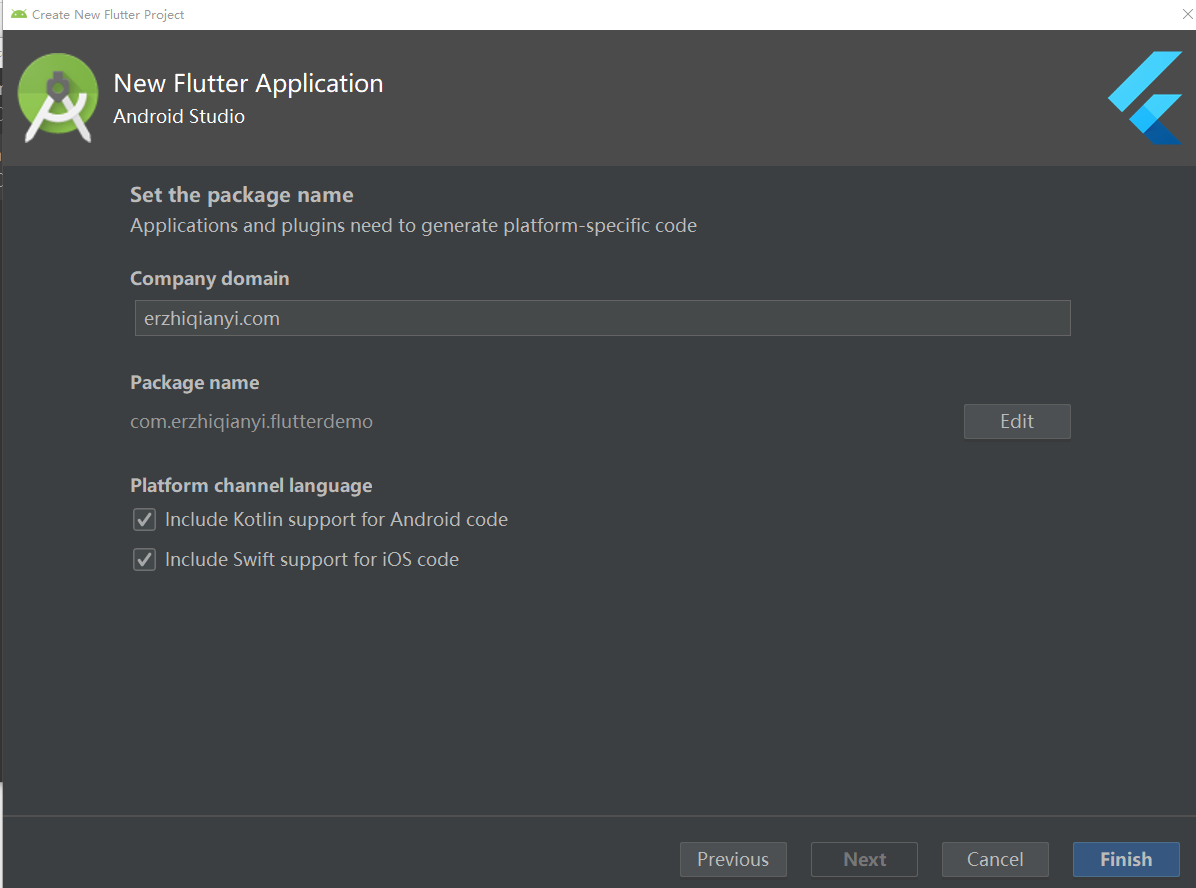 Create New Flutter Project
New Flutter Application
Android Studio
Set the package name
Applications and plugins need to generate platform-specific code
Company domain
erzhiqianyi.com
Package name
com.erzhiqianyi.flutterdemo
Edit
Platform channel language
Include Kotlin support for Android code
Include Swift support for iOS code
Previous
Next
Cancel
Finish